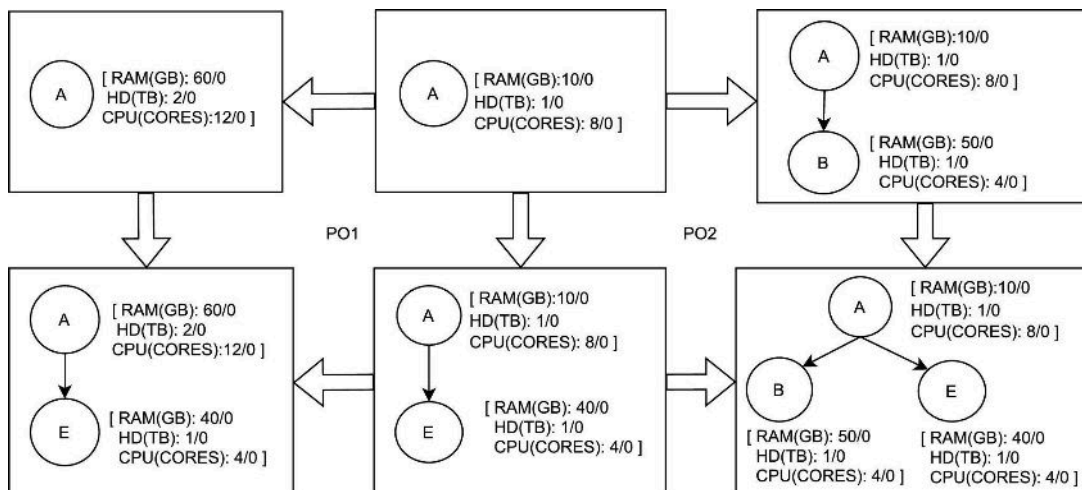 A
[ RAM(GB): 60/0
HD(TB): 2/0
CPU(CORES):12/0 ]
A
[ RAM(GB):10/0
HD(TB): 1/0
CPU(CORES): 8/0 ]
A
[ RAM(GB):10/0
HD(TB): 1/0
CPU(CORES): 8/0 ]
B
[ RAM(GB): 50/0
HD(TB): 1/0
CPU(CORES): 4/0 ]
PO1
PO2
A
[ RAM(GB): 60/0
HD(TB): 2/0
CPU(CORES):12/0 ]
E
[ RAM(GB): 40/0
HD(TB): 1/0
CPU(CORES): 4/0 ]
A
[ RAM(GB):10/0
HD(TB): 1/0
CPU(CORES): 8/0 ]
E
[ RAM(GB): 40/0
HD(TB): 1/0
CPU(CORES): 4/0 ]
A
[ RAM(GB):10/0
HD(TB): 1/0
CPU(CORES): 8/0 ]
B
[ RAM(GB): 50/0
HD(TB): 1/0
CPU(CORES): 4/0 ]
E
[ RAM(GB): 40/0
HD(TB): 1/0
CPU(CORES): 4/0 ]